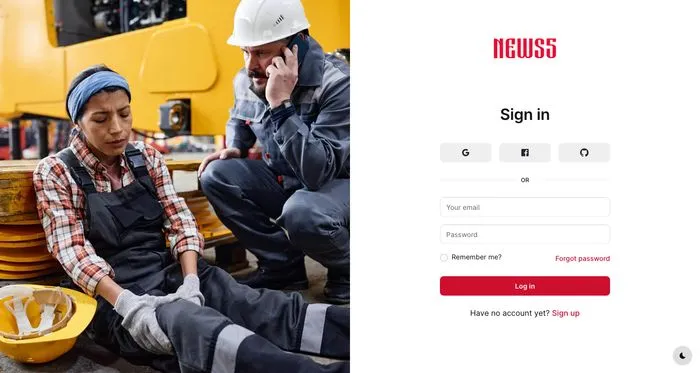 NEWS5
Sign in
OR
Your email
Password
Remember me?
Forgot password
Log in
Have no account yet? Sign up